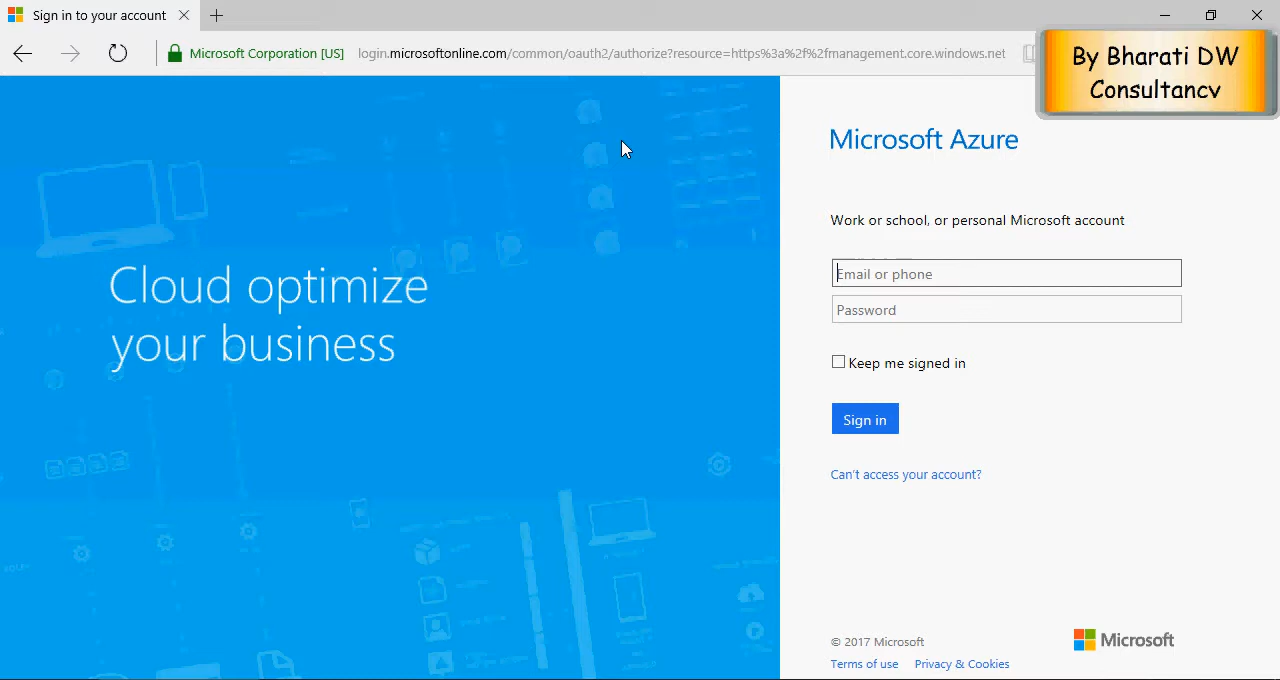 Sign in to your account
Microsoft Corporation [US] login.microsoftonline.com/common/oauth2/authorize?resource=https%3a%2f%2fmanagement.core.windows.net
By Bharati DW
Consultancy
Microsoft Azure
Work or school, or personal Microsoft account
Cloud optimize
your business
Email or phone
Password
Keep me signed in
Sign in
Can't access your account?
© 2017 Microsoft
Microsoft
Terms of use Privacy & Cookies